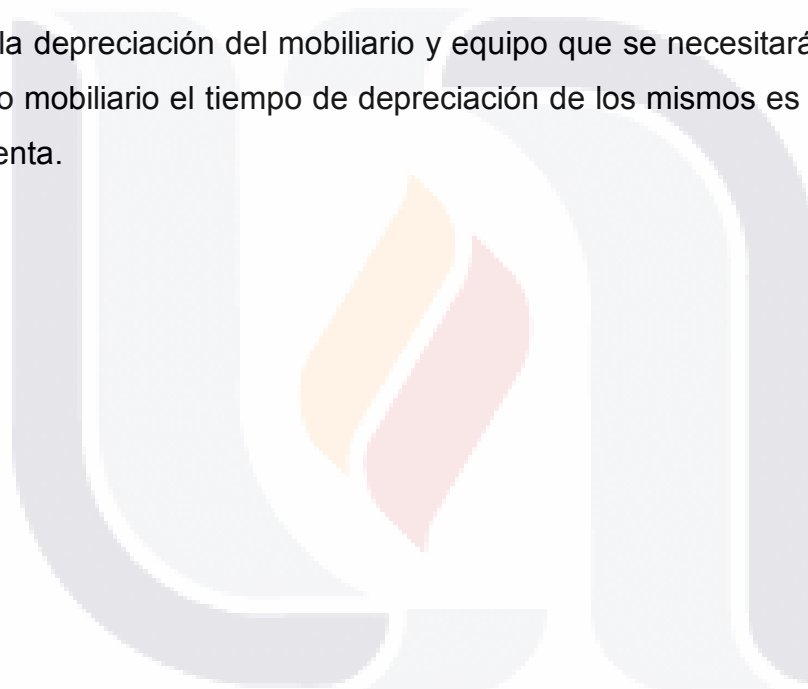 la depreciación del mobiliario y equipo que se necesitará
o mobiliario el tiempo de depreciación de los mismos es
enta.